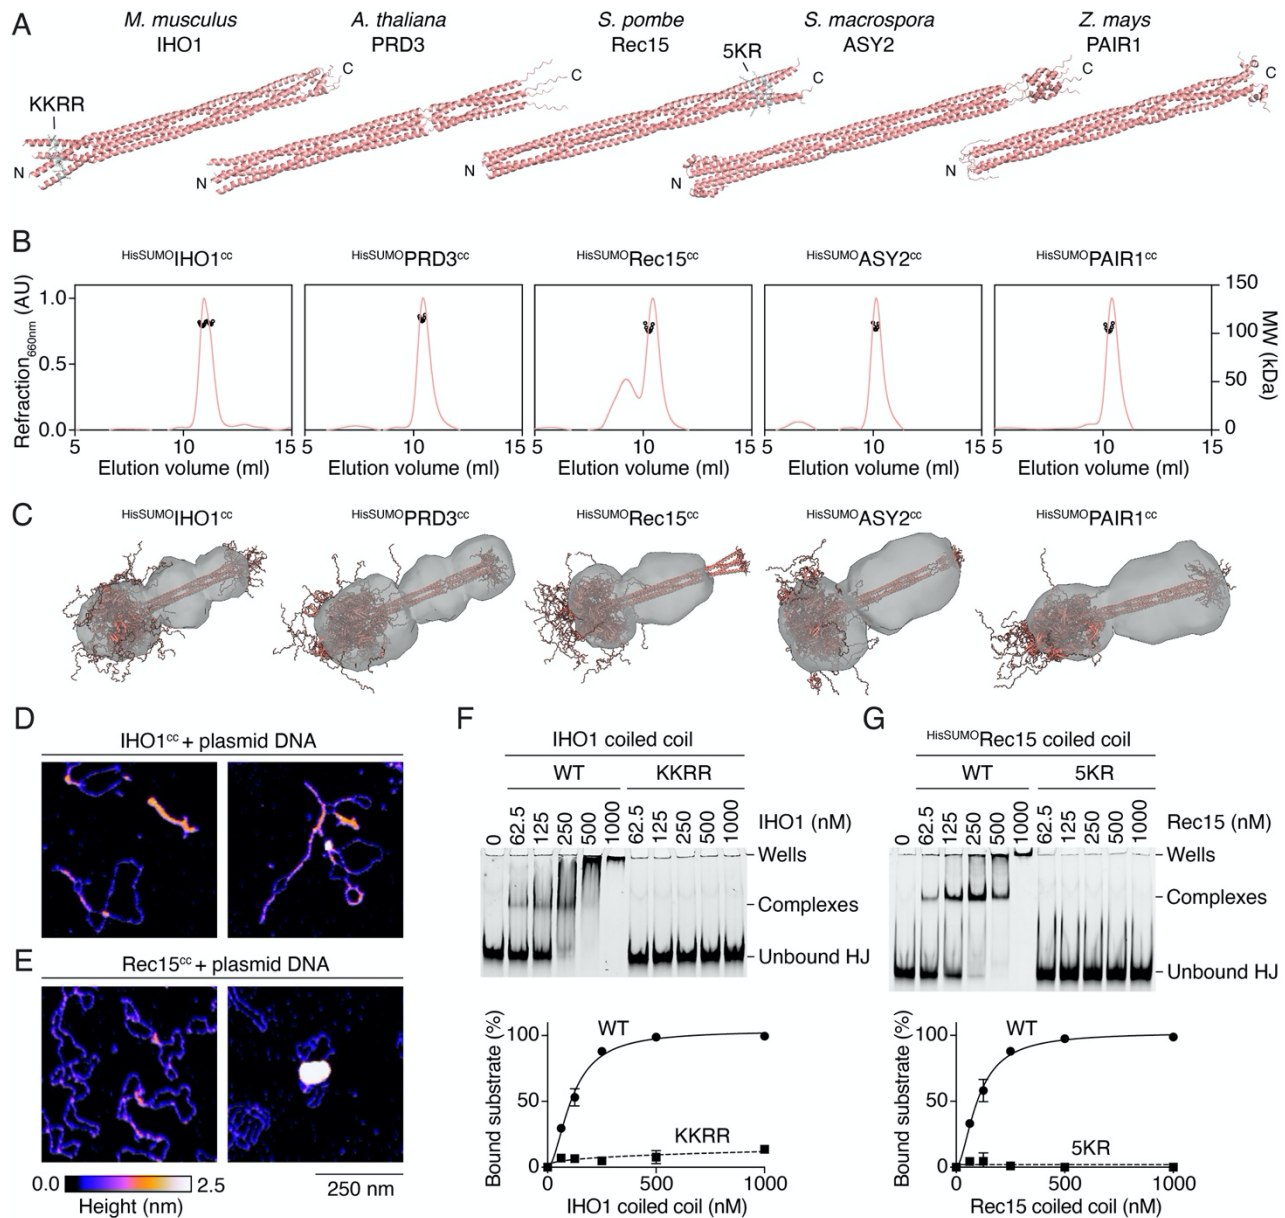 A
M. musculus
IHO1
A. thaliana
PRD3
S. pombe
Rec15
S. macrospora
ASY2
Z. mays
PAIR1
KKRR
N
C
N
C
5KR
N
C
N
C
N
C
B
HisSUMOIHO1cc
HisSUMOPRD3cc
HisSUMORec15cc
HisSUMOASY2cc
HisSUMOPAIR1cc
Refraction660nm (AU)
1.0
0.5
0.0
150
100
50
0
MW (kDa)
5 10 15
5 10 15
5 10 15
5 10 15
5 10 15
Elution volume (ml)
Elution volume (ml)
Elution volume (ml)
Elution volume (ml)
Elution volume (ml)
C
HisSUMOIHO1cc
HisSUMOPRD3cc
HisSUMORec15cc
HisSUMOASY2cc
HisSUMOPAIR1cc
D
IHO1cc + plasmid DNA
E
Rec15cc + plasmid DNA
0.0 2.5
Height (nm)
250 nm
F
IHO1 coiled coil
WT KKRR
0 62.5 125 250 500 1000 62.5 125 250 500 1000 IHO1 (nM)
Wells
Complexes
Unbound HJ
Bound substrate (%)
100
50
0
WT
KKRR
0 500 1000
IHO1 coiled coil (nM)
G
HisSUMORec15 coiled coil
WT 5KR
0 62.5 125 250 500 1000 62.5 125 250 500 1000 Rec15 (nM)
Wells
Complexes
Unbound HJ
Bound substrate (%)
100
50
0
WT
5KR
0 500 1000
Rec15 coiled coil (nM)